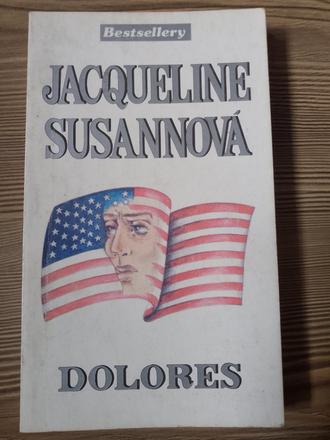 Bestsellery
JACQUELINE
SUSANNOVÁ
DOLORES